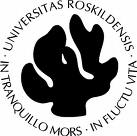 · UNIVERSITAS ROSKILDENSIS ·
IN TRANQUILLO MORS · IN FLUCTU VITA